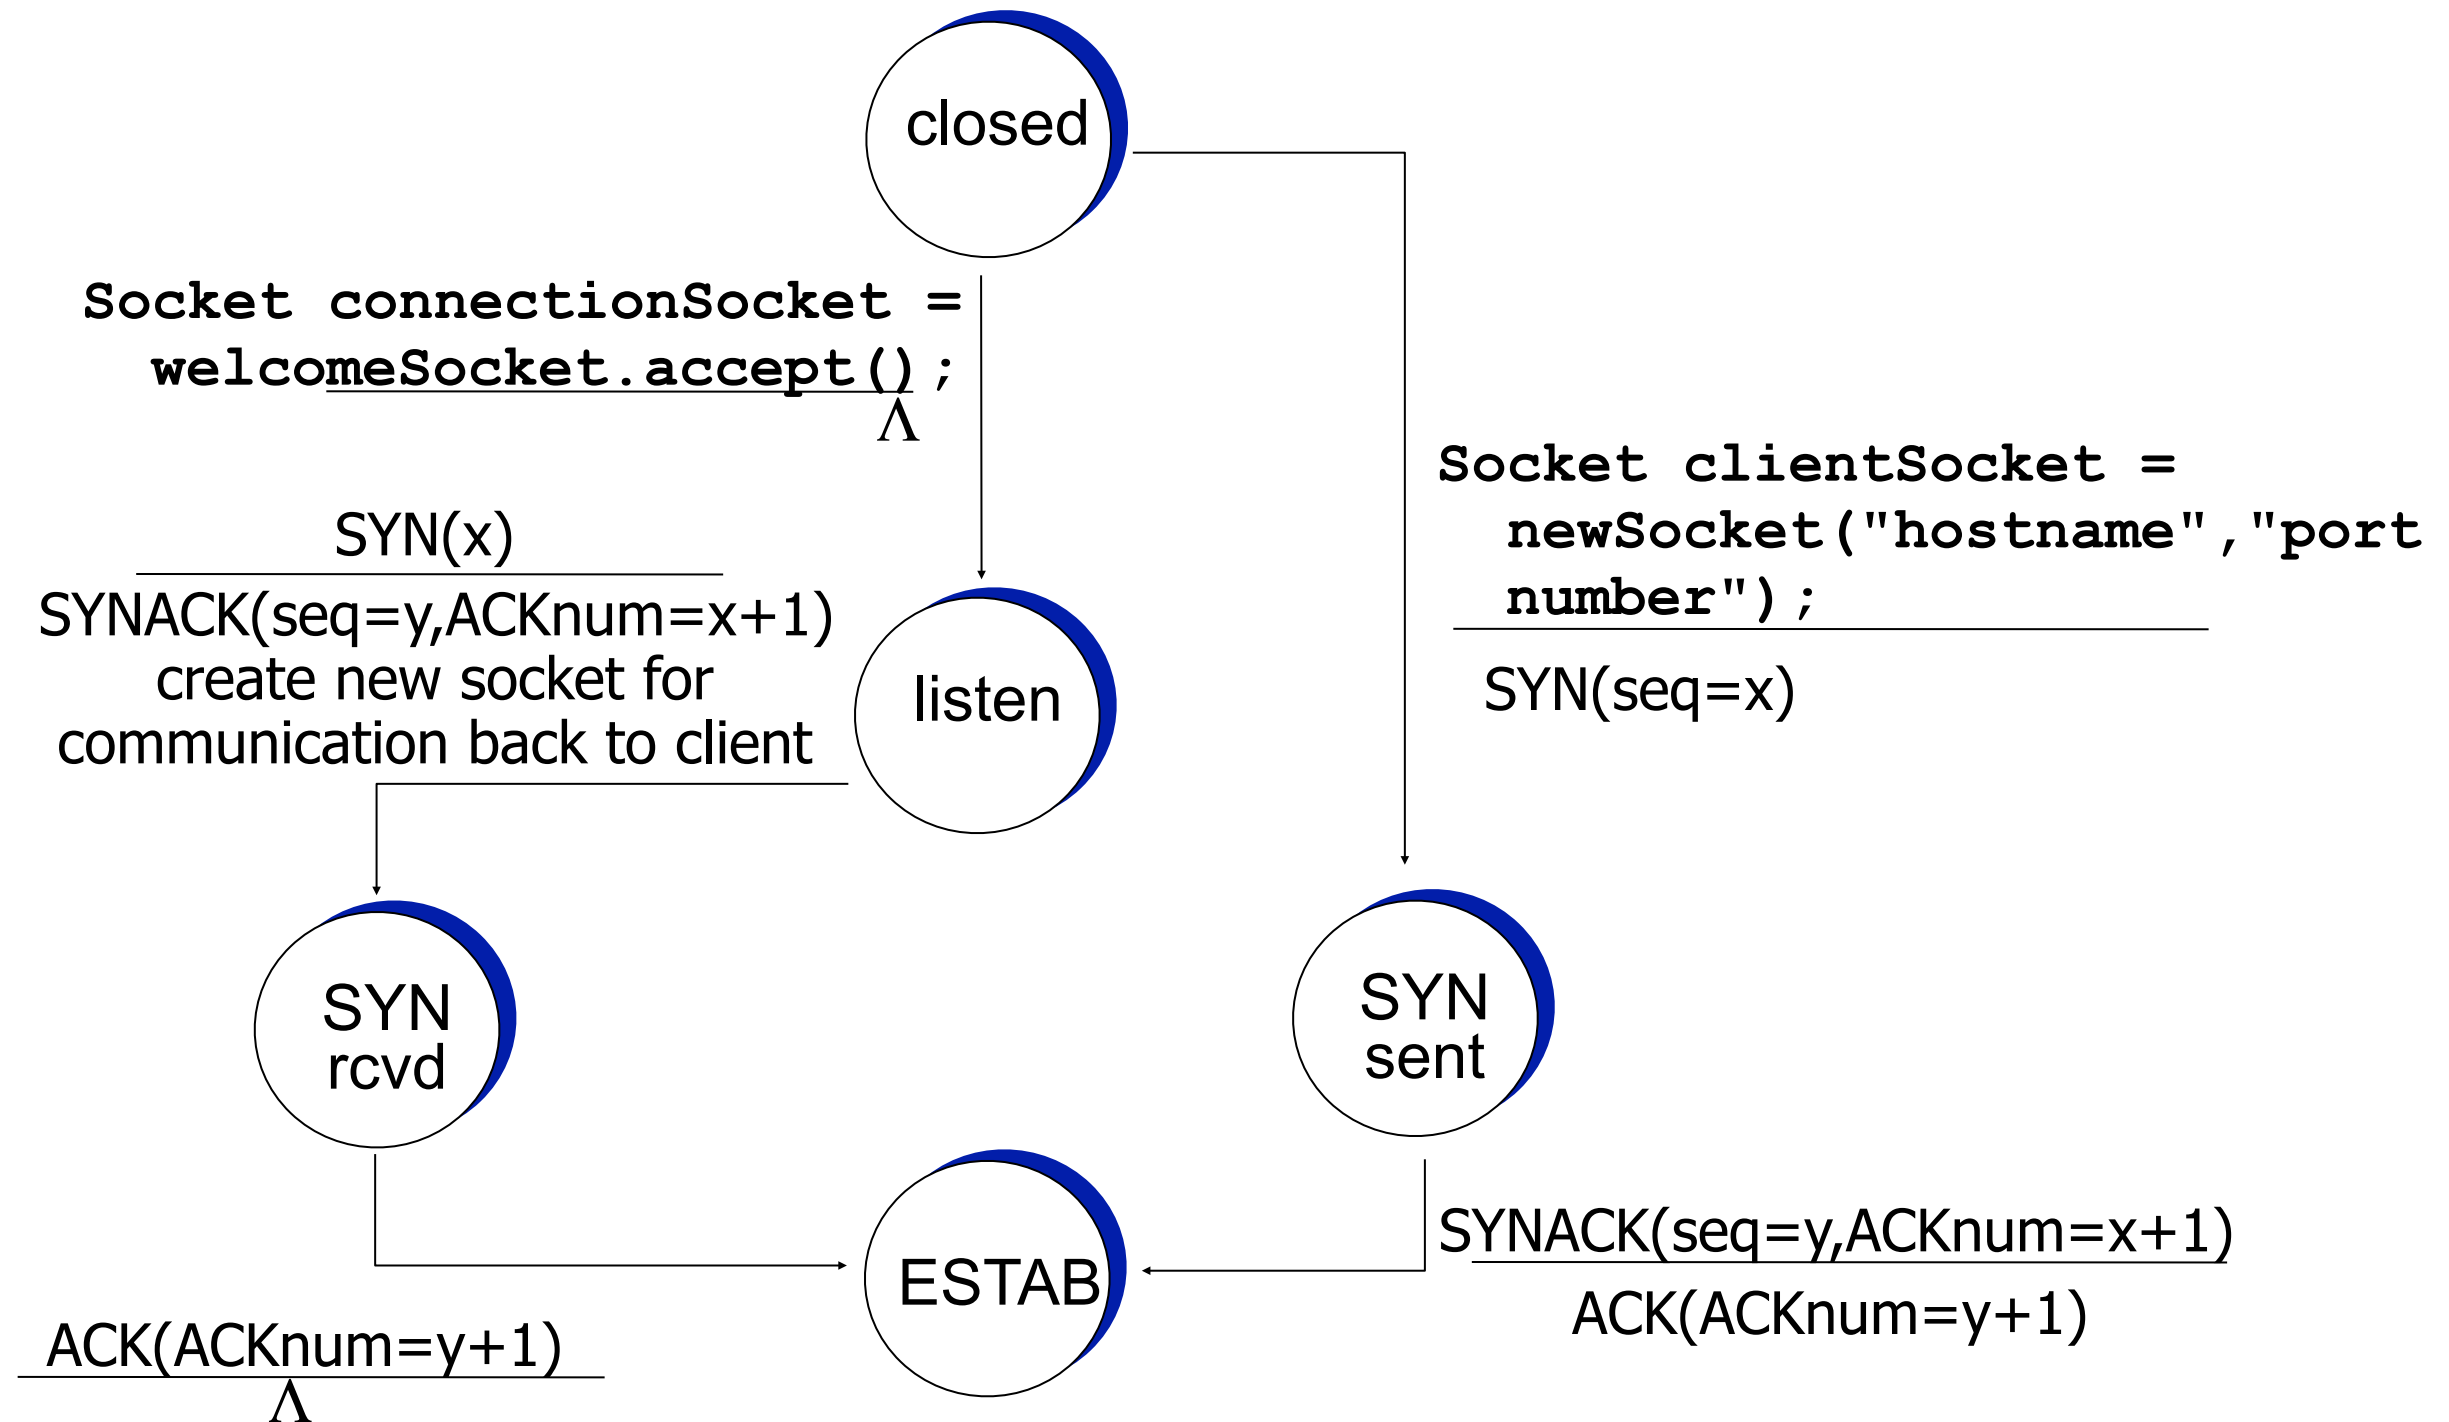 closed
Socket connectionSocket =
welcomeSocket.accept();
Λ
Socket clientSocket =
newSocket("hostname","port
number");
SYN(seq=x)
SYN(x)
SYNACK(seq=y,ACKnum=x+1)
create new socket for
communication back to client
listen
SYN
rcvd
SYN
sent
ESTAB
SYNACK(seq=y,ACKnum=x+1)
ACK(ACKnum=y+1)
ACK(ACKnum=y+1)
Λ